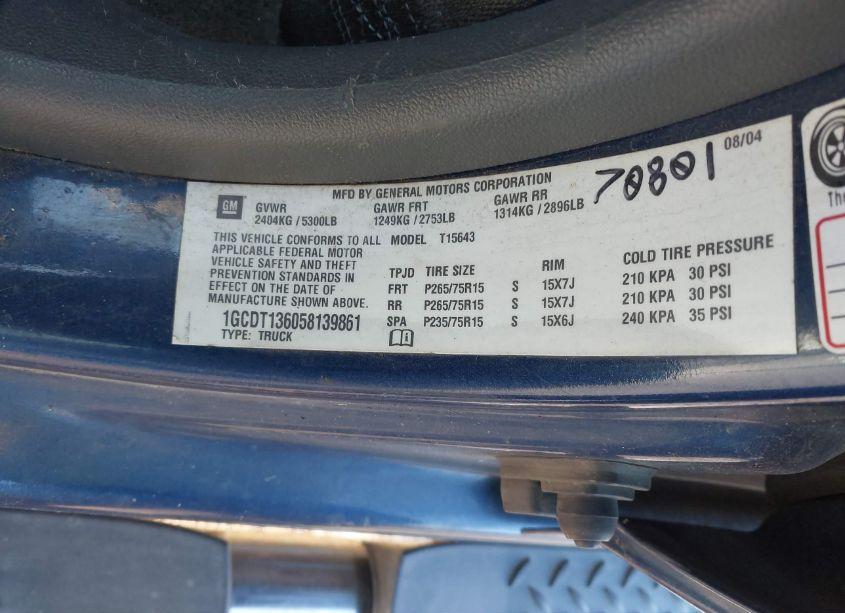 MFD BY GENERAL MOTORS CORPORATION
70801
08/04
GM
GVWR GAWR FRT GAWR RR
2404KG / 5300LB 1249KG / 2753LB 1314KG / 2896LB
THIS VEHICLE CONFORMS TO ALL
APPLICABLE FEDERAL MOTOR
VEHICLE SAFETY AND THEFT
PREVENTION STANDARDS IN
EFFECT ON THE DATE OF
MANUFACTURE SHOWN ABOVE.
1GCDT136058139861
TYPE: TRUCK
MODEL T15643
TPJD TIRE SIZE RIM COLD TIRE PRESSURE
FRT P265/75R15 S 15X7J 210 KPA 30 PSI
RR P265/75R15 S 15X7J 210 KPA 30 PSI
SPA P235/75R15 S 15X6J 240 KPA 35 PSI
The